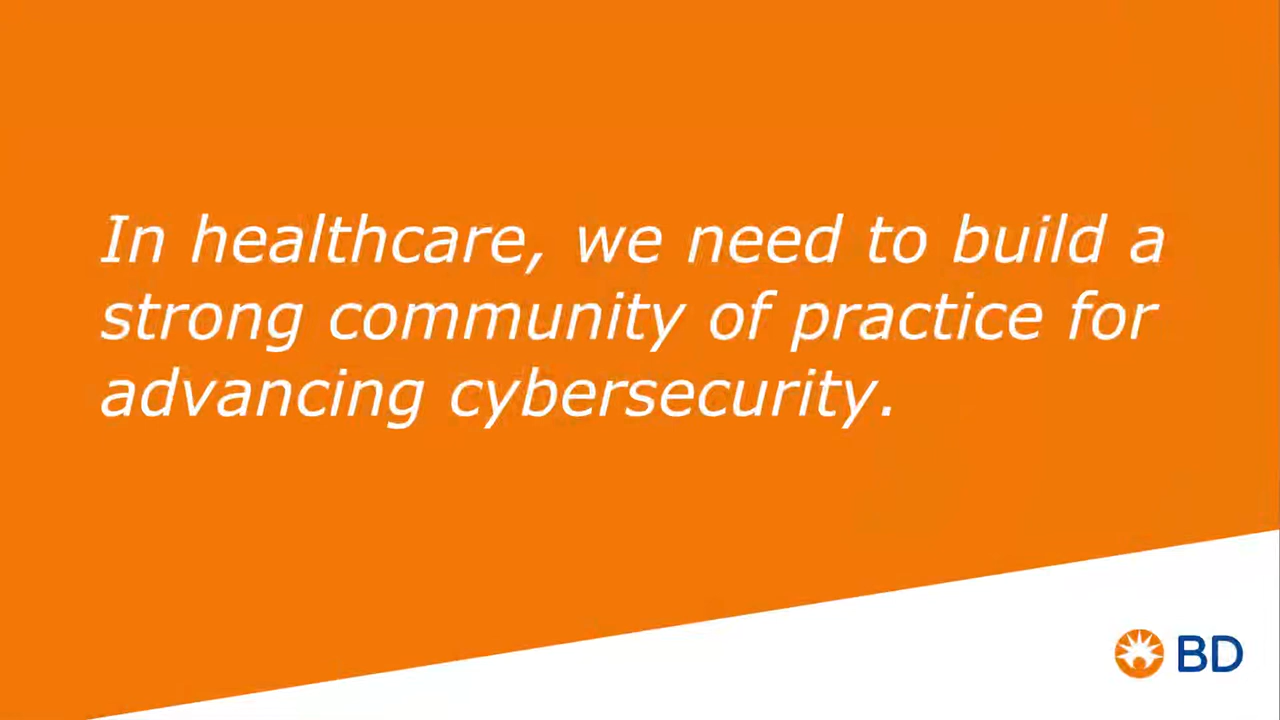 In healthcare, we need to build a
strong community of practice for
advancing cybersecurity.
BD